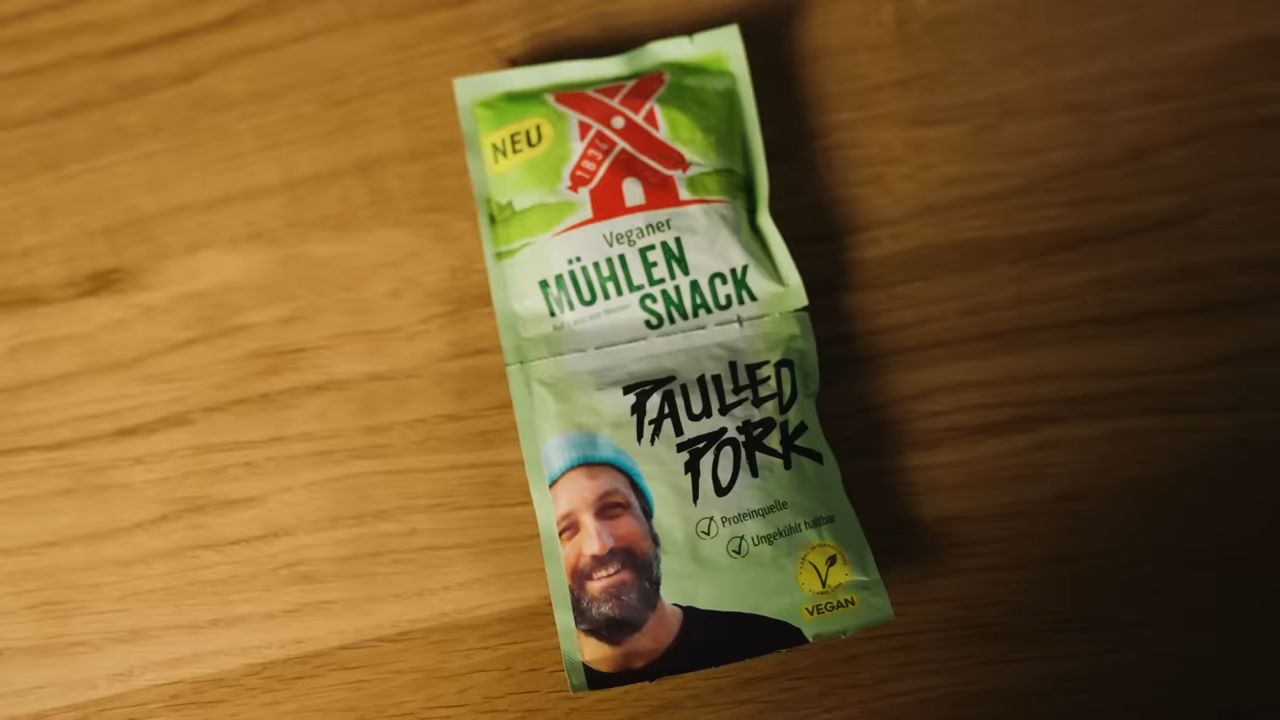 NEU
1834
Veganer
MÜHLEN
SNACK
PAULLED
PORK
Proteinquelle
Ungekühlt haltbar
VEGAN